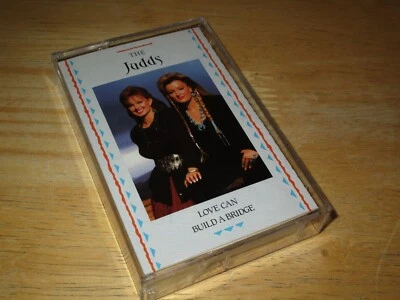 THE
Judds
LOVE CAN
BUILD A BRIDGE